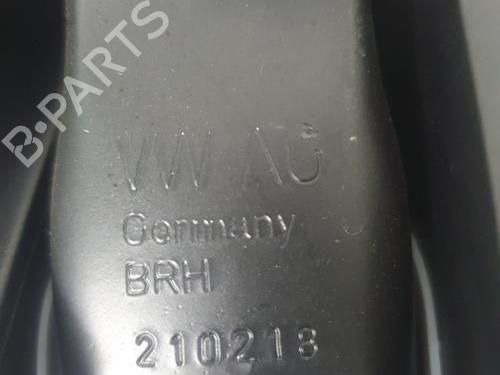 B-PARTS
VW AG
Germany
BRH
210218